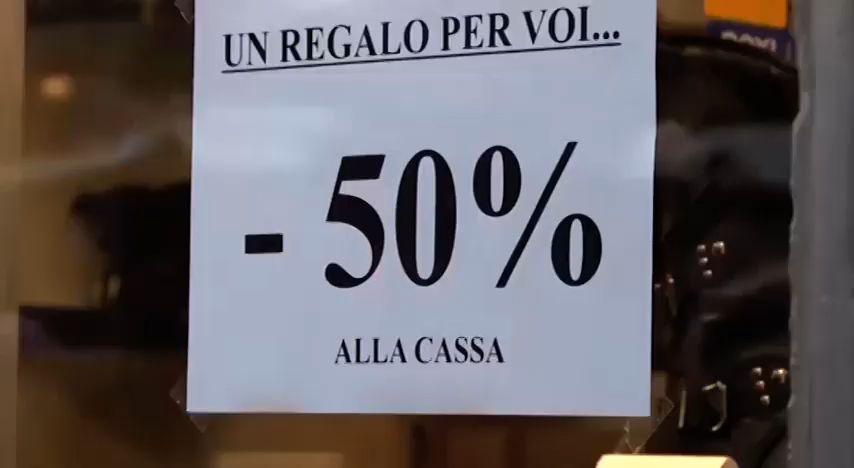 UN REGALO PER VOI...
- 50%
ALLA CASSA